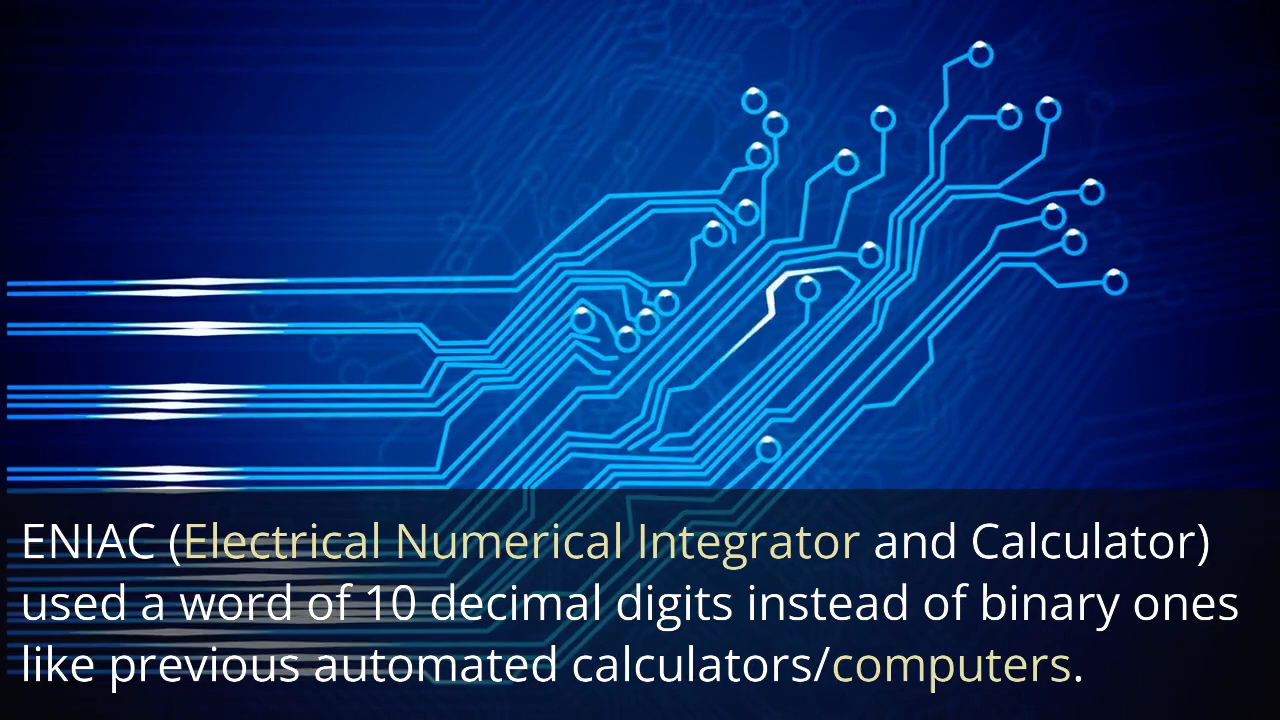 ENIAC (Electrical Numerical Integrator and Calculator)
used a word of 10 decimal digits instead of binary ones
like previous automated calculators/computers.